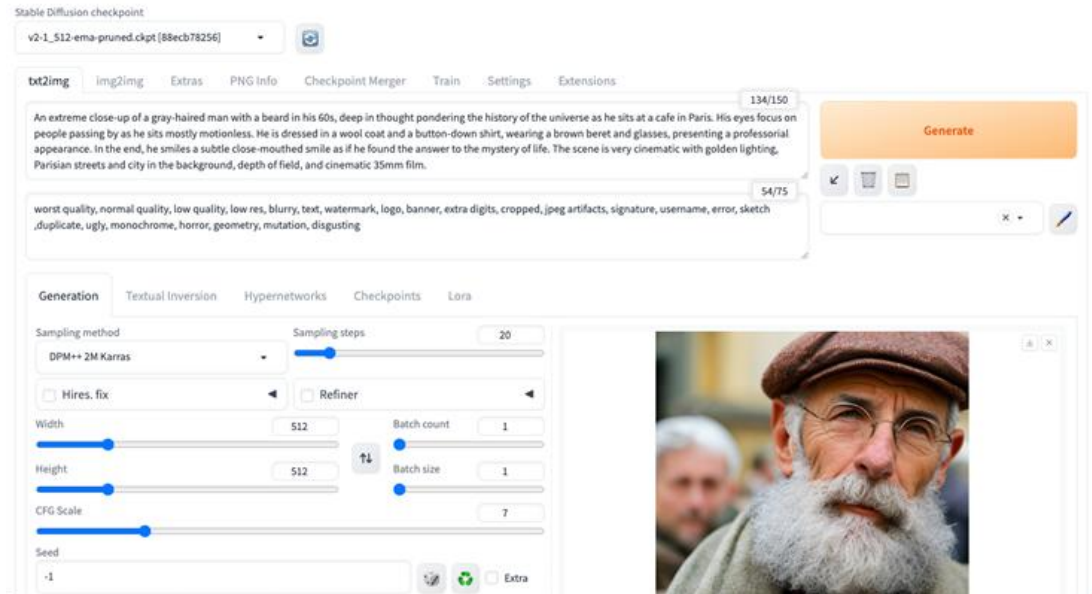 Stable Diffusion checkpoint
v2-1_512-ema-pruned.ckpt [88ecb78256]
txt2img img2img Extras PNG Info Checkpoint Merger Train Settings Extensions
134/150
An extreme close-up of a gray-haired man with a beard in his 60s, deep in thought pondering the history of the universe as he sits at a cafe in Paris. His eyes focus on
people passing by as he sits mostly motionless. He is dressed in a wool coat and a button-down shirt, wearing a brown beret and glasses, presenting a professorial
appearance. In the end, he smiles a subtle close-mouthed smile as if he found the answer to the mystery of life. The scene is very cinematic with golden lighting,
Parisian streets and city in the background, depth of field, and cinematic 35mm film.
Generate
54/75
worst quality, normal quality, low quality, low res, blurry, text, watermark, logo, banner, extra digits, cropped, jpeg artifacts, signature, username, error, sketch
,duplicate, ugly, monochrome, horror, geometry, mutation, disgusting
Generation Textual Inversion Hypernetworks Checkpoints Lora
Sampling method Sampling steps 20
DPM++ 2M Karras
Hires. fix Refiner
Width 512 Batch count 1
Height 512 Batch size 1
CFG Scale 7
Seed
-1 Extra